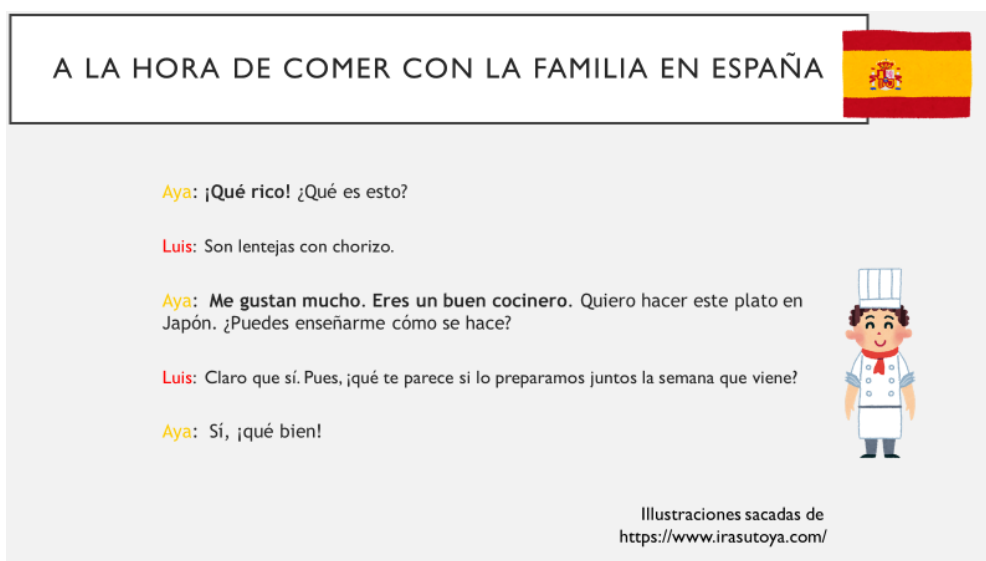 A LA HORA DE COMER CON LA FAMILIA EN ESPAÑA
Aya: ¡Qué rico! ¿Qué es esto?
Luis: Son lentejas con chorizo.
Aya: Me gustan mucho. Eres un buen cocinero. Quiero hacer este plato en
Japón. ¿Puedes enseñarme cómo se hace?
Luis: Claro que sí. Pues, ¡qué te parece si lo preparamos juntos la semana que viene?
Aya: Sí, ¡qué bien!
Illustraciones sacadas de
https://www.irasutoya.com/